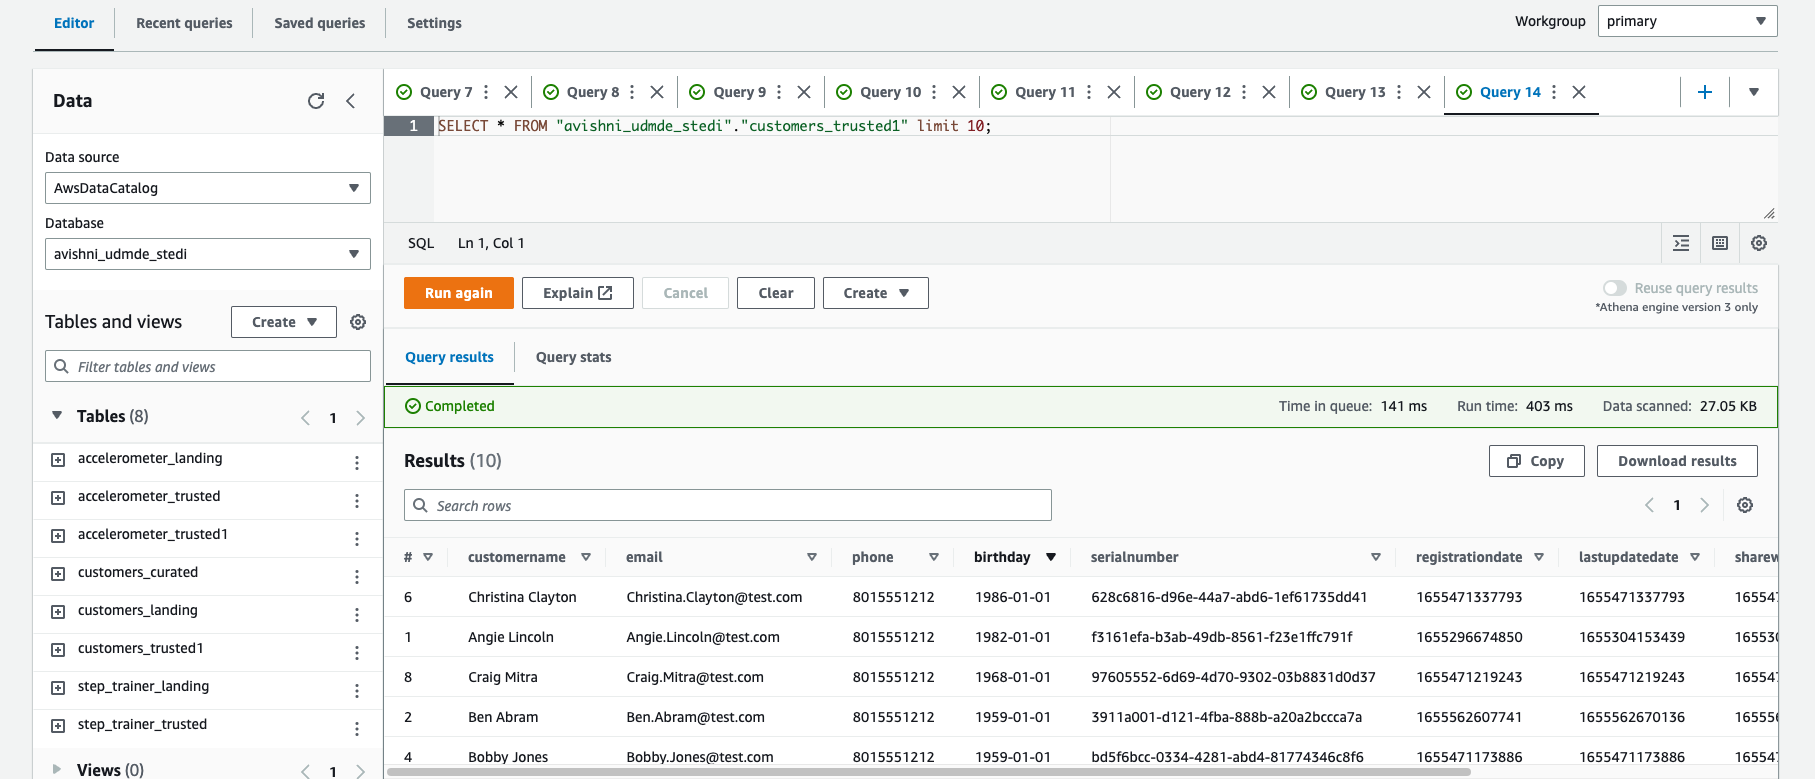 Editor Recent queries Saved queries Settings Workgroup primary
Data
Data source
AwsDataCatalog
Database
avishni_udmde_stedi
Tables and views Create
Filter tables and views
Tables (8) 1
accelerometer_landing
accelerometer_trusted
accelerometer_trusted1
customers_curated
customers_landing
customers_trusted1
step_trainer_landing
step_trainer_trusted
Views (0) 1
Query 7 Query 8 Query 9 Query 10 Query 11 Query 12 Query 13 Query 14
1 SELECT * FROM "avishni_udmde_stedi"."customers_trusted1" limit 10;
SQL Ln 1, Col 1
Run again Explain Cancel Clear Create Reuse query results
*Athena engine version 3 only
Query results Query stats
Completed Time in queue: 141 ms Run time: 403 ms Data scanned: 27.05 KB
Results (10) Copy Download results
Search rows 1
# customername email phone birthday serialnumber registrationdate lastupdatedate sharew
6 Christina Clayton Christina.Clayton@test.com 8015551212 1986-01-01 628c6816-d96e-44a7-abd6-1ef61735dd41 1655471337793 1655471337793 16554
1 Angie Lincoln Angie.Lincoln@test.com 8015551212 1982-01-01 f3161efa-b3ab-49db-8561-f23e1ffc791f 1655296674850 1655304153439 16553
8 Craig Mitra Craig.Mitra@test.com 8015551212 1968-01-01 97605552-6d69-4d70-9302-03b8831d0d37 1655471219243 1655471219243 16554
2 Ben Abram Ben.Abram@test.com 8015551212 1959-01-01 3911a001-d121-4fba-888b-a20a2bccca7a 1655562607741 1655562670136 16555
4 Bobby Jones Bobby.Jones@test.com 8015551212 1959-01-01 bd5f6bcc-0334-4281-abd4-81774346c8f6 1655471173886 1655471173886 16554